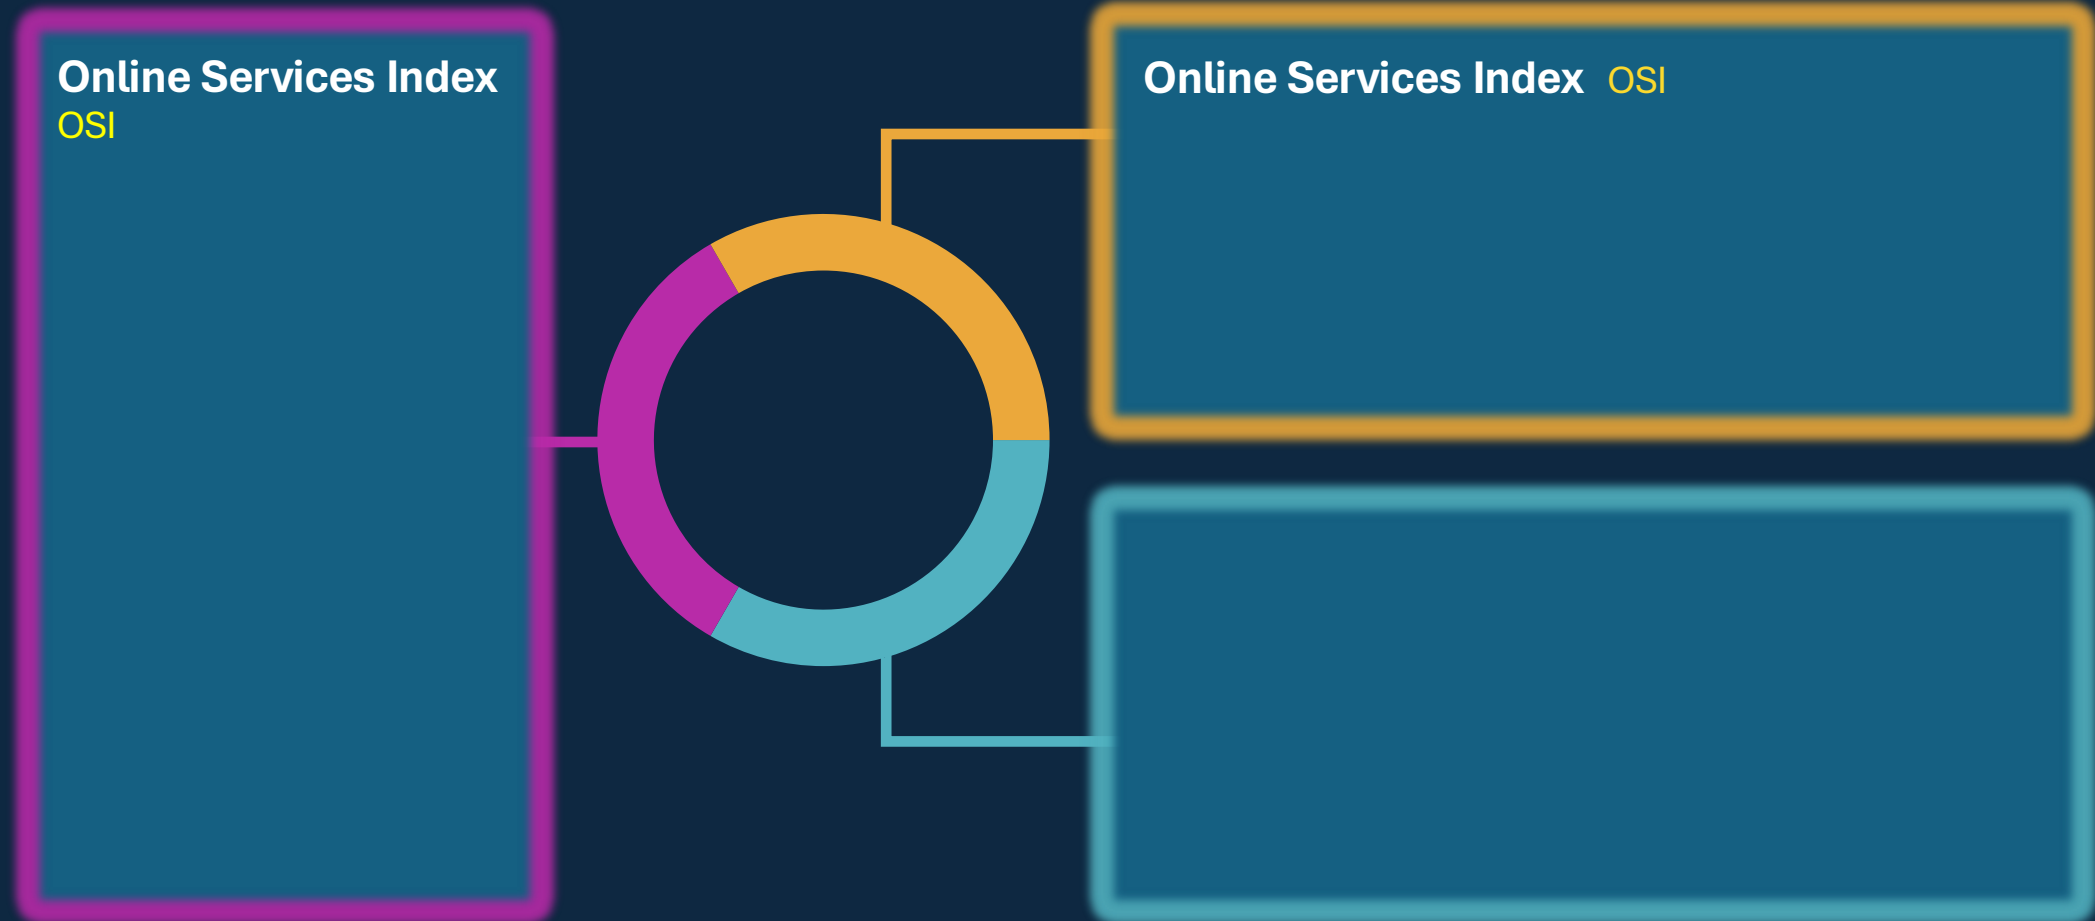 Online Services Index
OSI
Online Services Index OSI